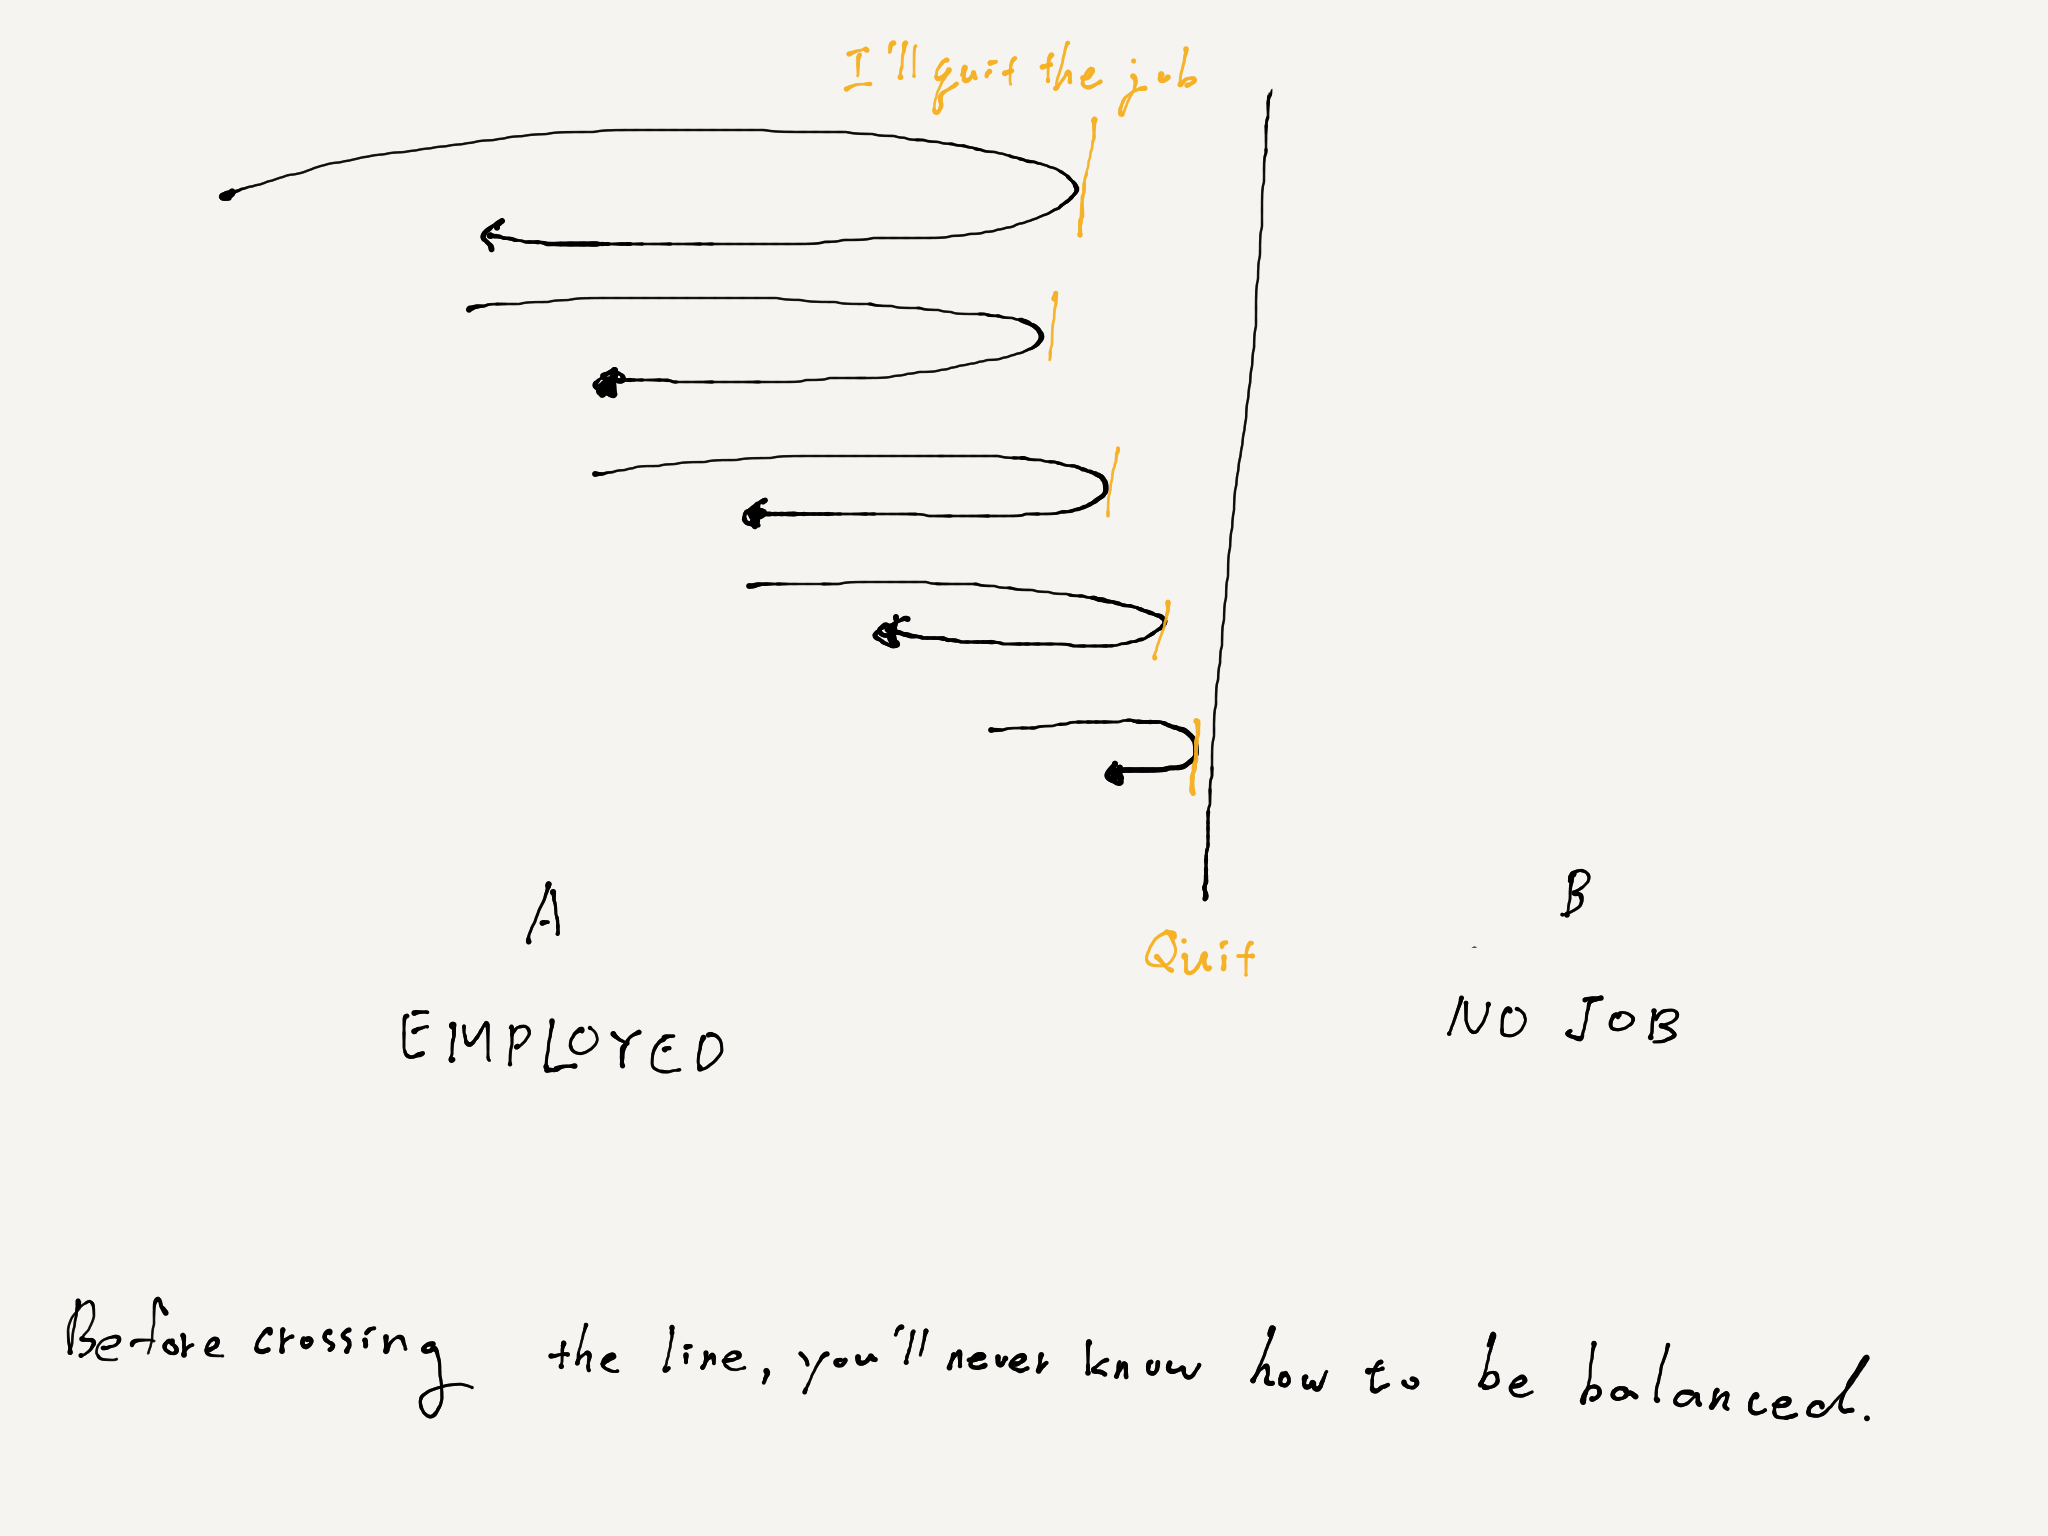 I'll quit the job
A
B
Quit
EMPLOYED
NO JOB
Before crossing the line, you'll never know how to be balanced.